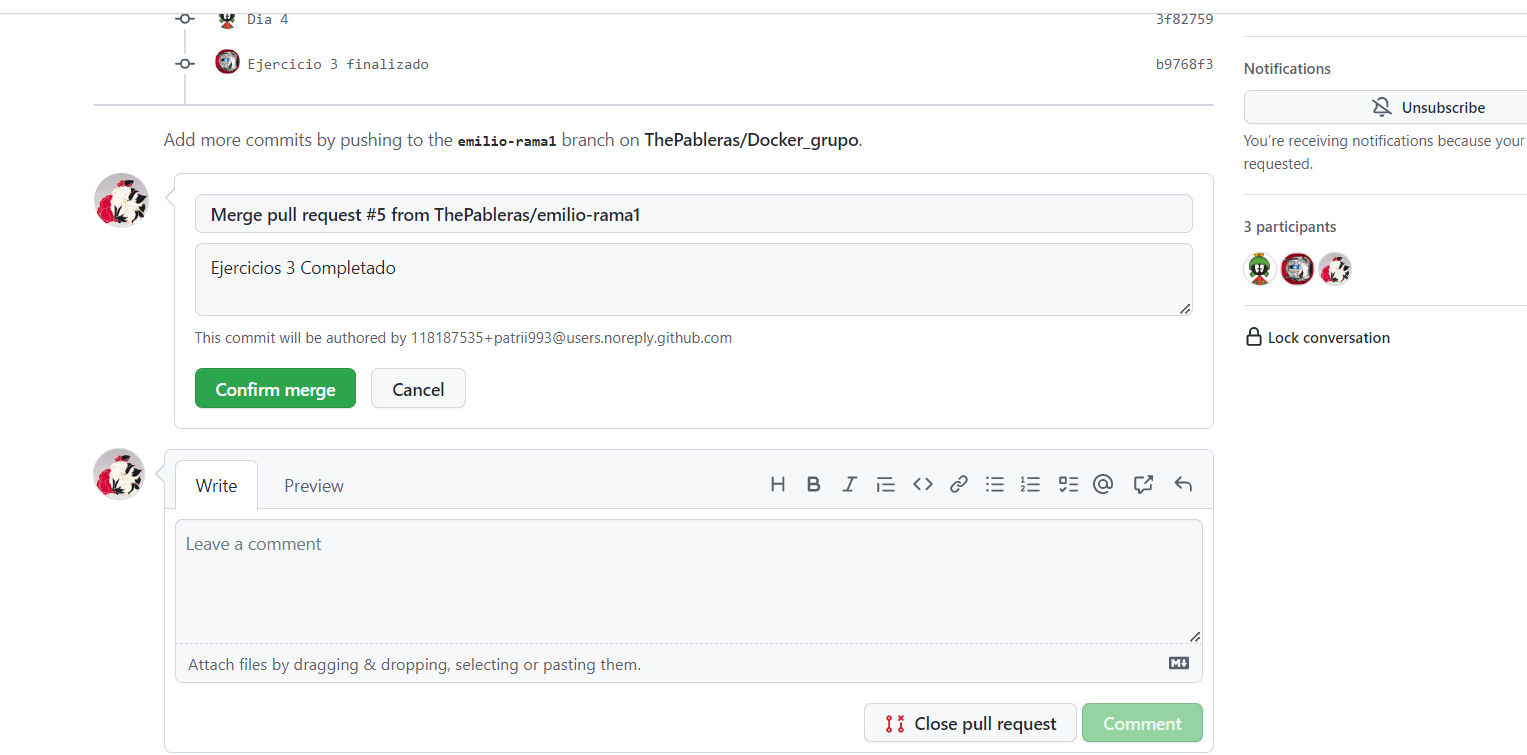 Dia 4 3f82759
Ejercicio 3 finalizado b9768f3
Add more commits by pushing to the emilio-rama1 branch on ThePableras/Docker_grupo.
Merge pull request #5 from ThePableras/emilio-rama1
Ejercicios 3 Completado
This commit will be authored by 118187535+patrii993@users.noreply.github.com
Confirm merge Cancel
Write Preview
Leave a comment
Attach files by dragging & dropping, selecting or pasting them.
Close pull request Comment
Notifications
Unsubscribe
You're receiving notifications because your
requested.
3 participants
Lock conversation